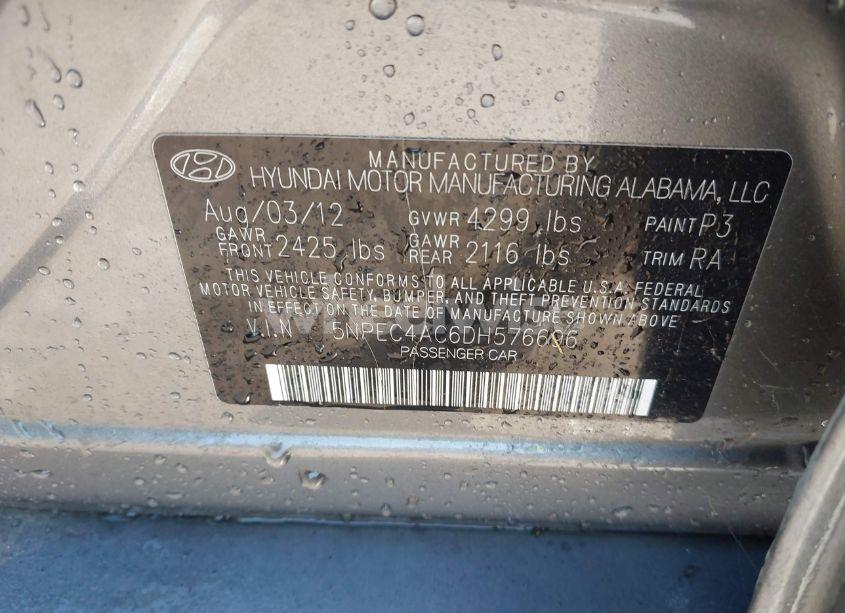 MANUFACTURED BY
HYUNDAI MOTOR MANUFACTURING ALABAMA, LLC
Aug/03/12 GVWR 4299 lbs PAINT P3
GAWR FRONT 2425 lbs GAWR REAR 2116 lbs TRIM RA
THIS VEHICLE CONFORMS TO ALL APPLICABLE U.S.A. FEDERAL
MOTOR VEHICLE SAFETY, BUMPER, AND THEFT PREVENTION STANDARDS
IN EFFECT ON THE DATE OF MANUFACTURE SHOWN ABOVE
V.I.N
PASSENGER CAR